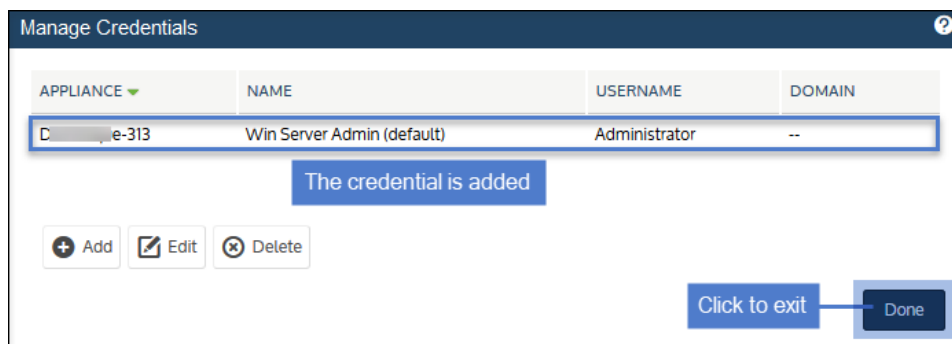 Manage Credentials
APPLIANCE NAME USERNAME DOMAIN
D e-313 Win Server Admin (default) Administrator --
The credential is added
Add Edit Delete
Click to exit Done